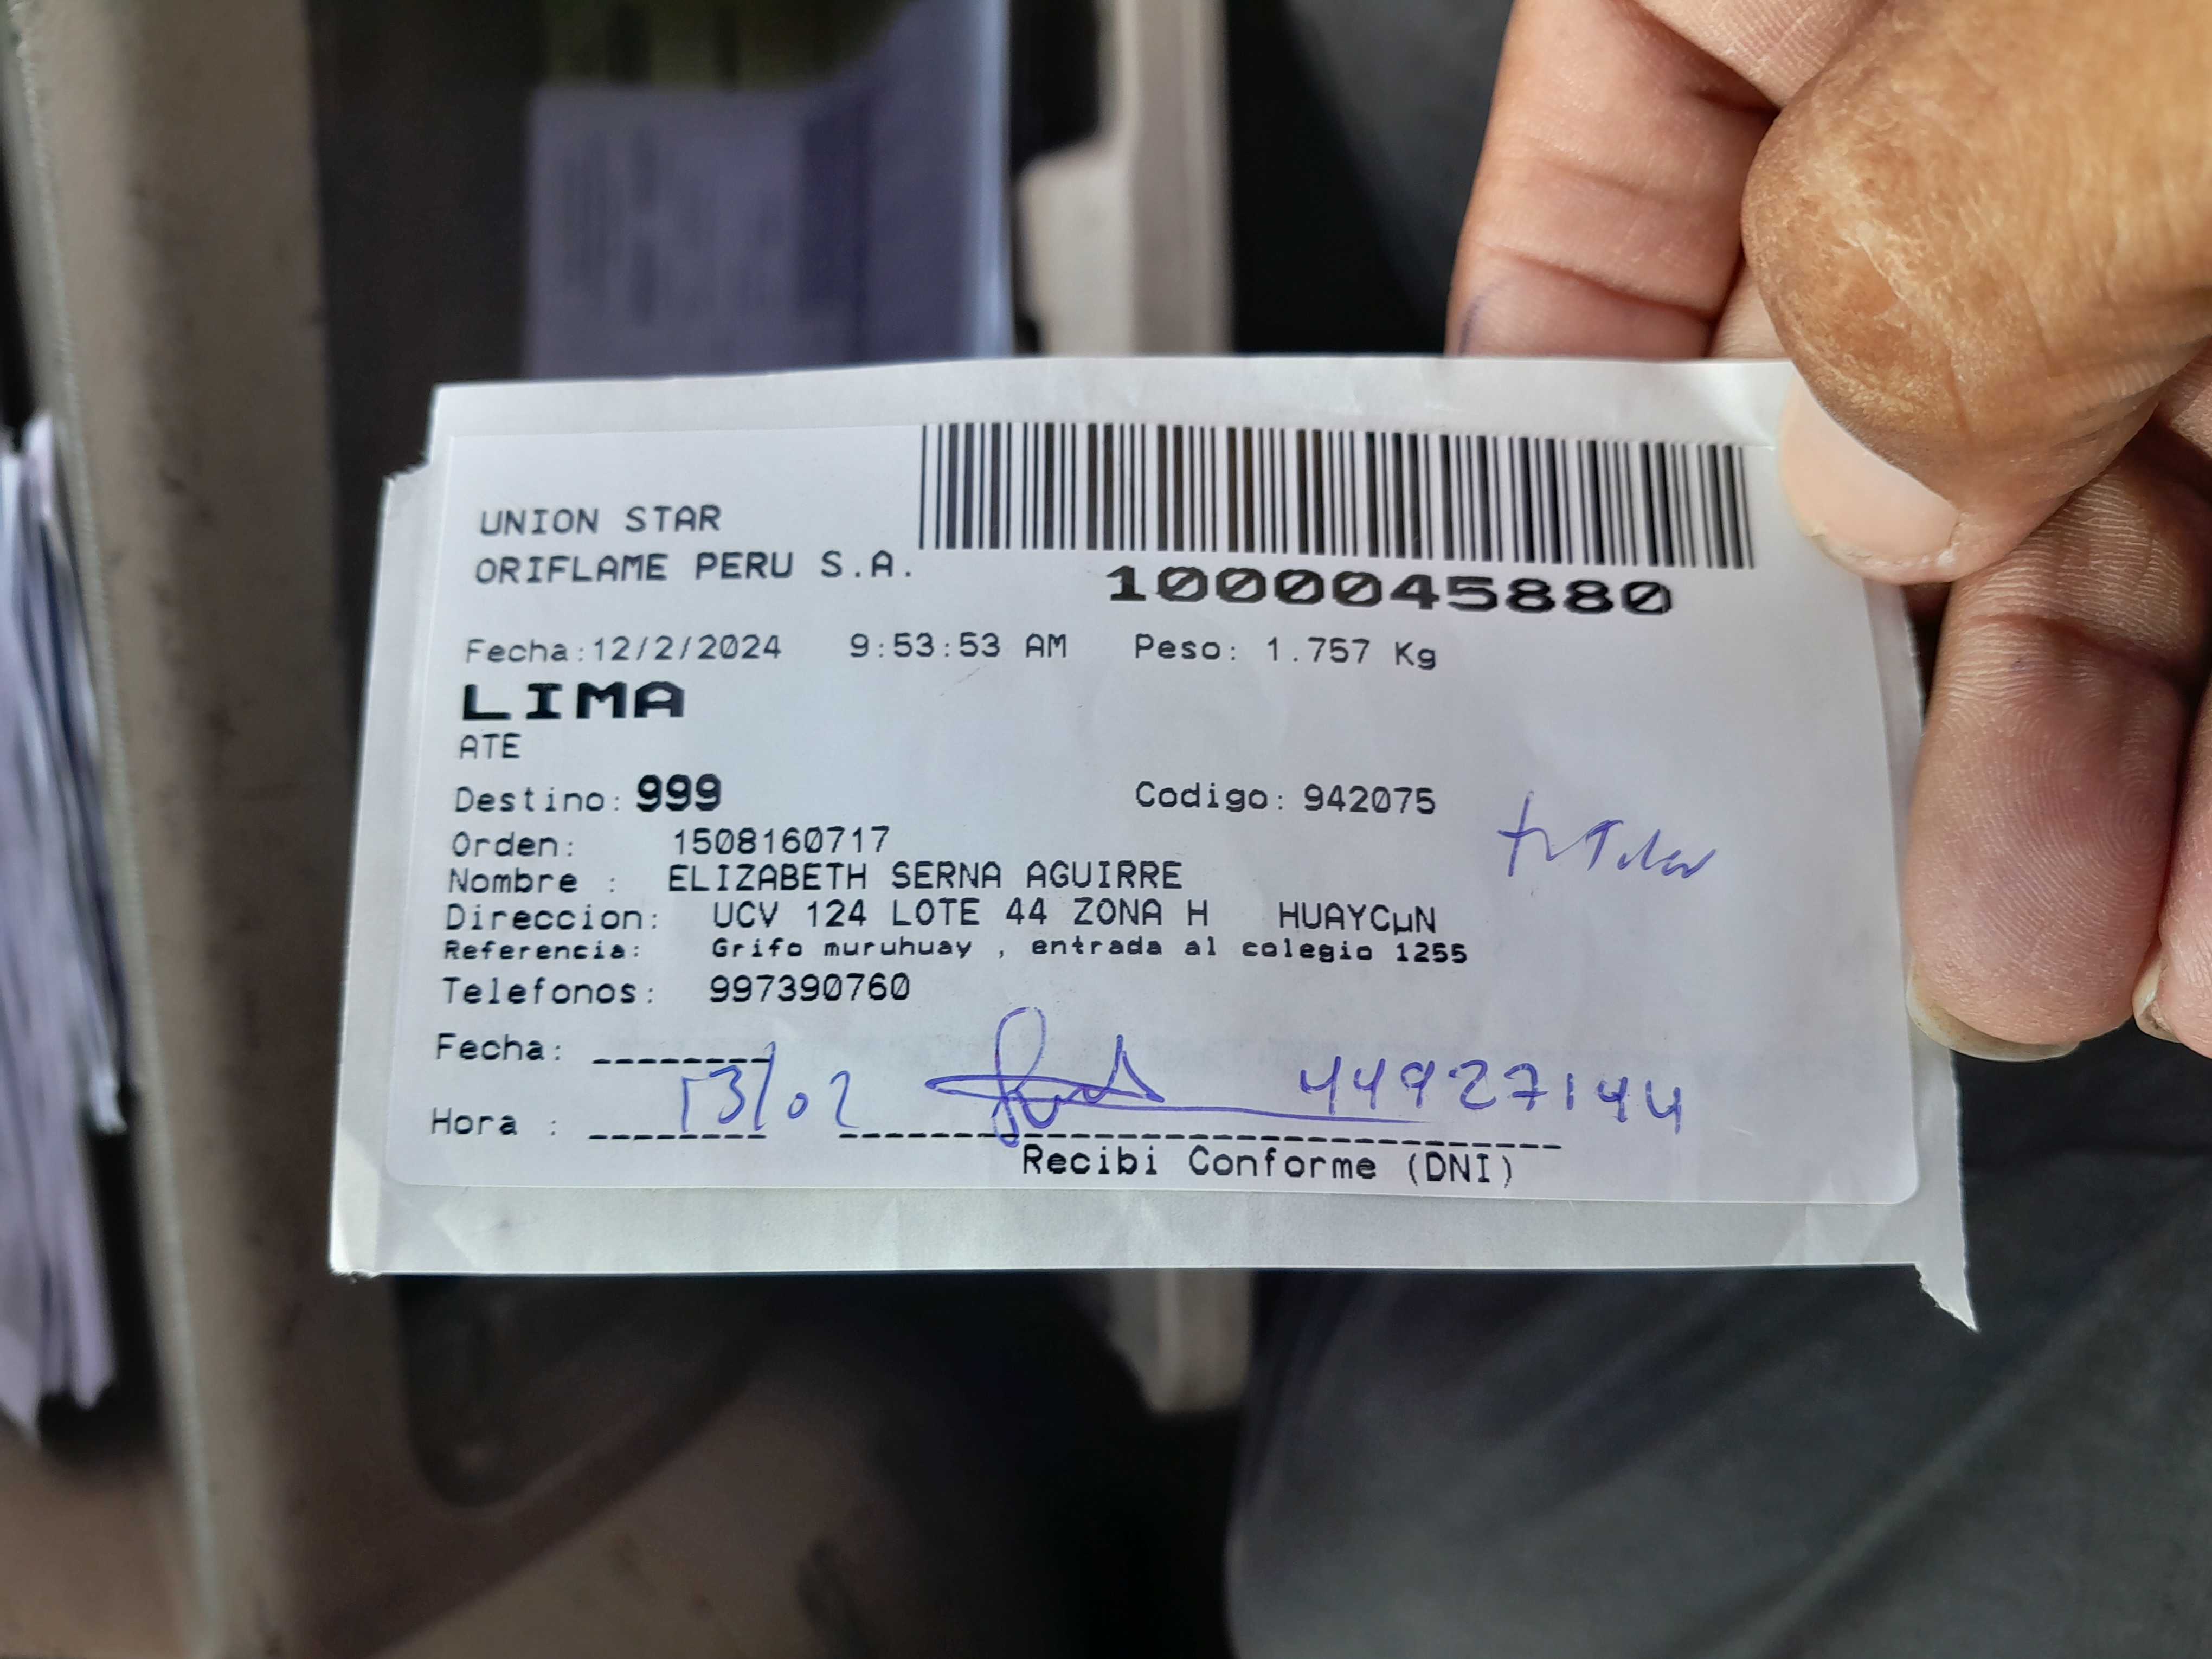 UNION STAR
ORIFLAME PERU S.A.
1000045880
Fecha:12/2/2024 9:53:53 AM Peso: 1.757 Kg
LIMA
ATE
Destino: 999 Codigo: 942075
Orden: 1508160717
titular
Nombre : ELIZABETH SERNA AGUIRRE
Direccion: UCV 124 LOTE 44 ZONA H HUAYCµN
Referencia: Grifo muruhuay , entrada al colegio 1255
Telefonos: 997390760
Fecha:
13/02 44927144
Hora :
Recibi Conforme (DNI)